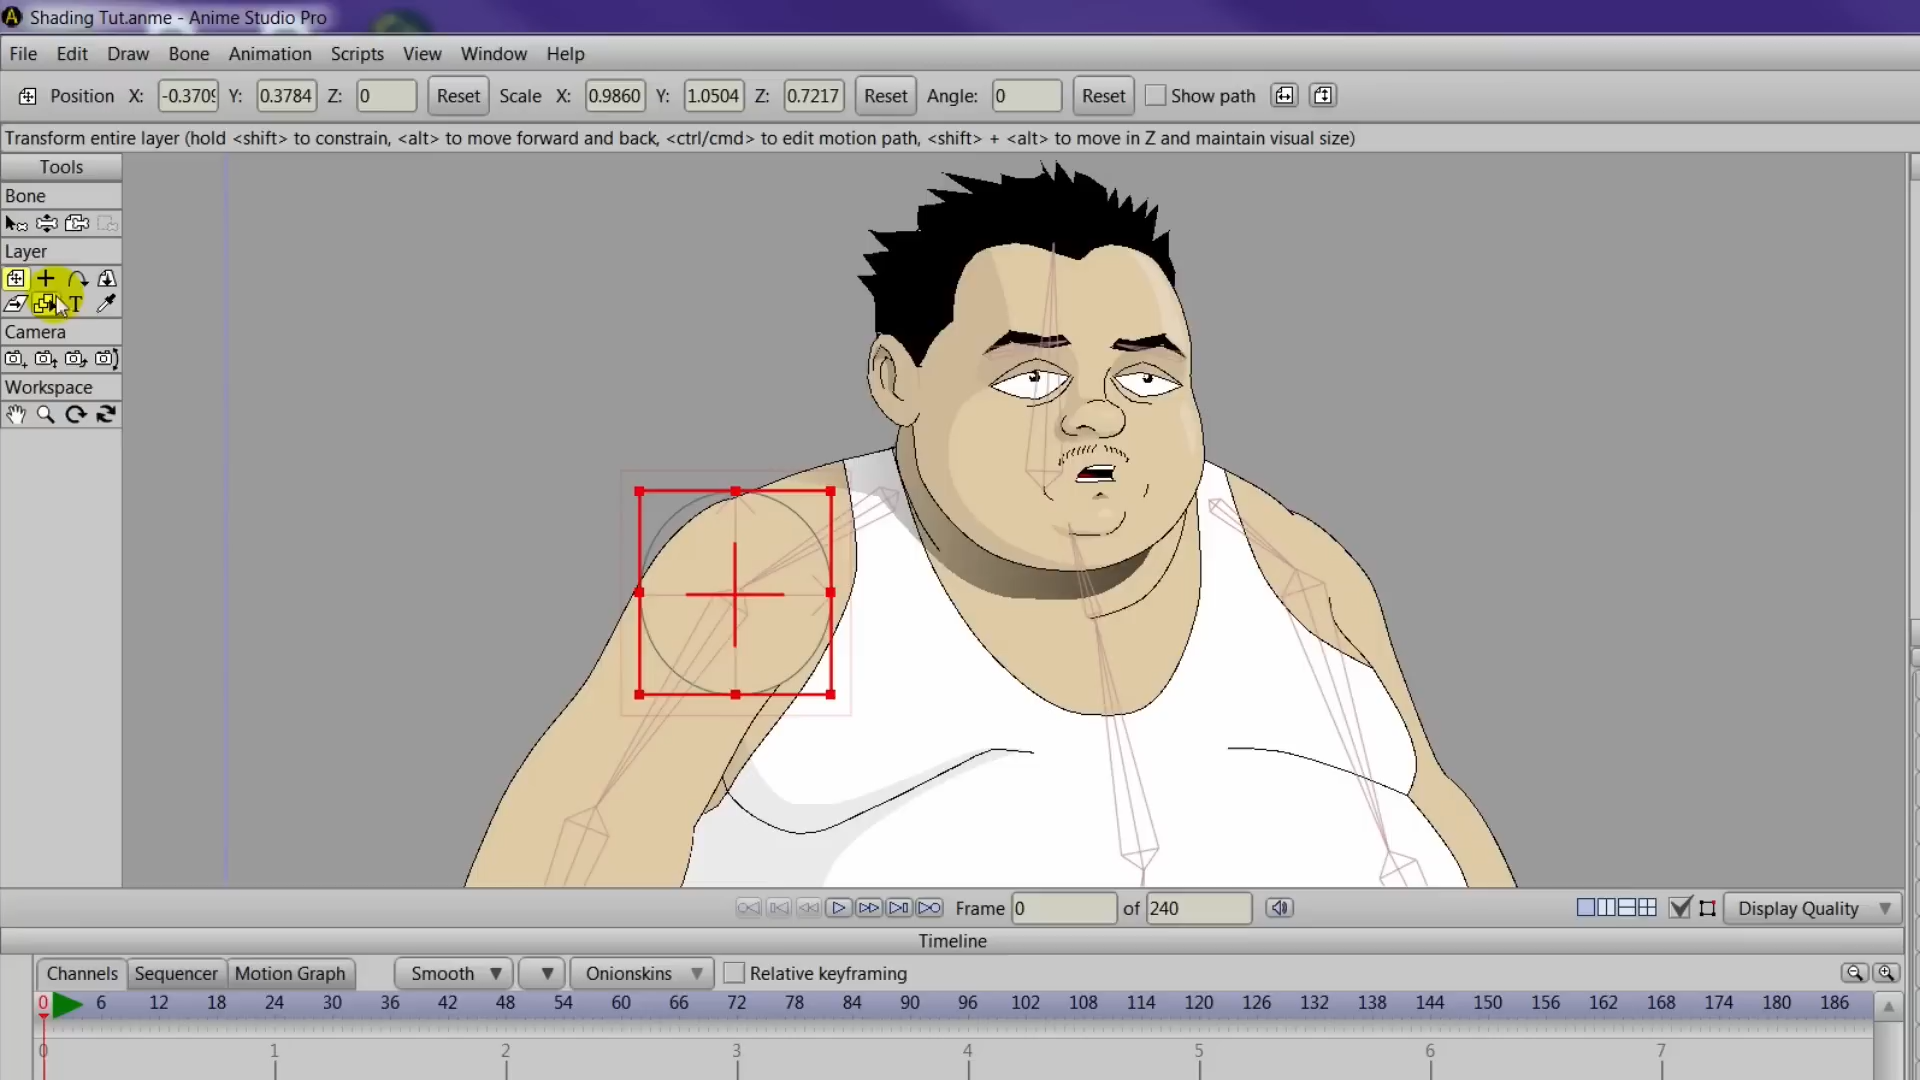 Shading Tut.anme - Anime Studio Pro
File Edit Draw Bone Animation Scripts View Window Help
Position X: -0.370 Y: 0.3784 Z: 0 Reset Scale X: 0.9860 Y: 1.0504 Z: 0.7217 Reset Angle: 0 Reset Show path
Transform entire layer (hold <shift> to constrain, <alt> to move forward and back, <ctrl/cmd> to edit motion path, <shift> + <alt> to move in Z and maintain visual size)
Tools
Bone
Layer
T
Camera
Workspace
Frame 0 of 240 Display Quality
Timeline
Channels Sequencer Motion Graph Smooth Onionskins Relative keyframing
0 6 12 18 24 30 36 42 48 54 60 66 72 78 84 90 96 102 108 114 120 126 132 138 144 150 156 162 168 174 180 186
0 1 2 3 4 5 6 7